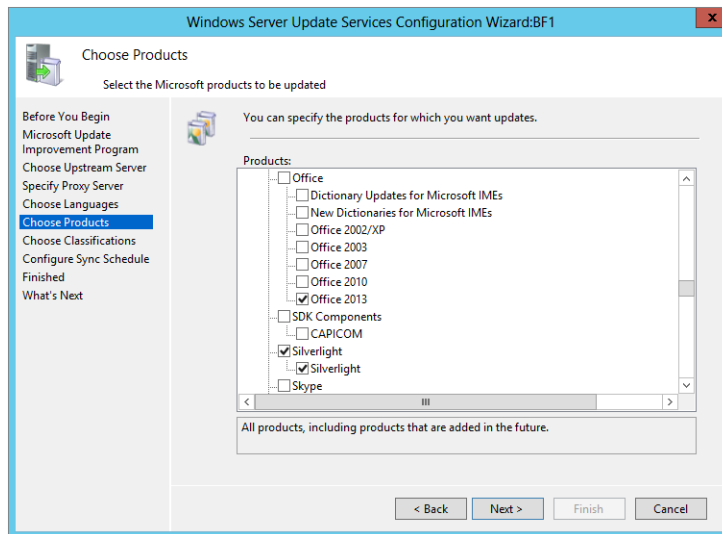 Windows Server Update Services Configuration Wizard:BF1
x
Choose Products
Select the Microsoft products to be updated
Before You Begin
Microsoft Update
Improvement Program
Choose Upstream Server
Specify Proxy Server
Choose Languages
Choose Products
Choose Classifications
Configure Sync Schedule
Finished
What's Next
You can specify the products for which you want updates.
Products:
Office
Dictionary Updates for Microsoft IMEs
New Dictionaries for Microsoft IMEs
Office 2002/XP
Office 2003
Office 2007
Office 2010
Office 2013
SDK Components
CAPICOM
Silverlight
Silverlight
Skype
All products, including products that are added in the future.
< Back Next > Finish Cancel